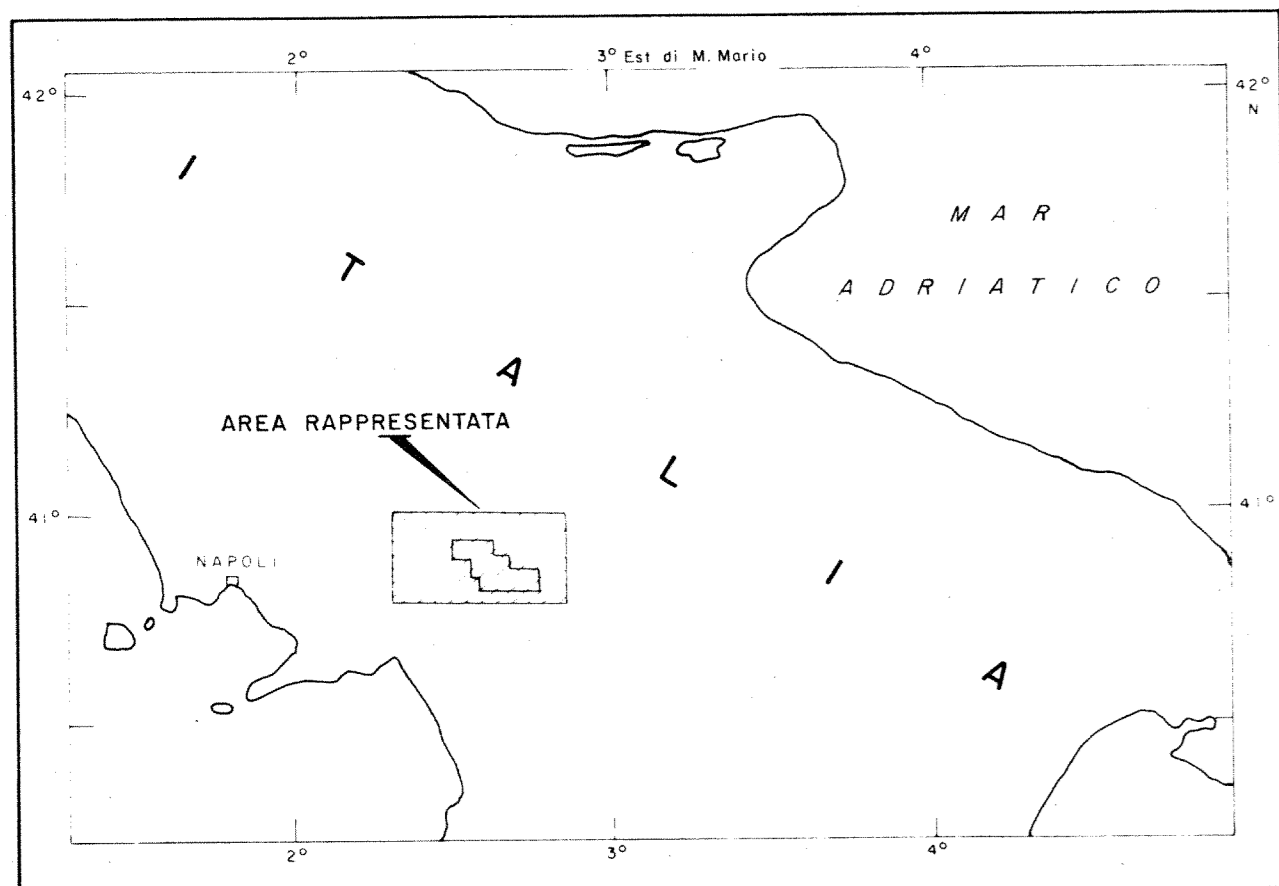 2° 3° Est di M. Mario 4°
42° 42°
N
I
T
A
L
I
A
MAR
ADRIATICO
AREA RAPPRESENTATA
41° 41°
NAPOLI
2° 3° 4°